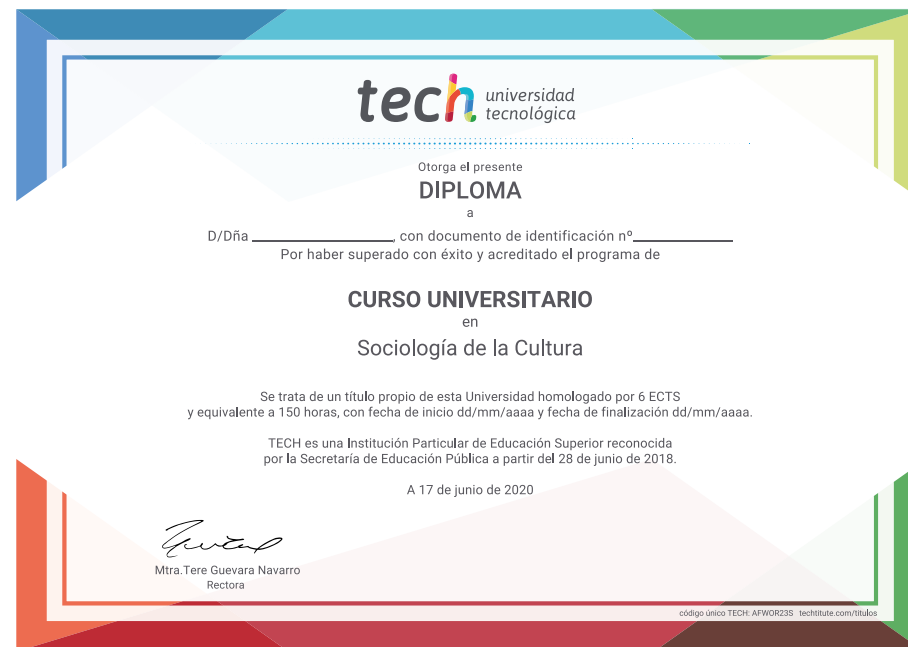 tech universidad
tecnológica
Otorga el presente
DIPLOMA
a
D/Dña ____________, con documento de identificación nº____________
Por haber superado con éxito y acreditado el programa de
CURSO UNIVERSITARIO
en
Sociología de la Cultura
Se trata de un título propio de esta Universidad homologado por 6 ECTS
y equivalente a 150 horas, con fecha de inicio dd/mm/aaaa y fecha de finalización dd/mm/aaaa.
TECH es una Institución Particular de Educación Superior reconocida
por la Secretaría de Educación Pública a partir del 28 de junio de 2018.
A 17 de junio de 2020
Mtra.Tere Guevara Navarro
Rectora
código único TECH: AFWOR23S techtitute.com/titulos